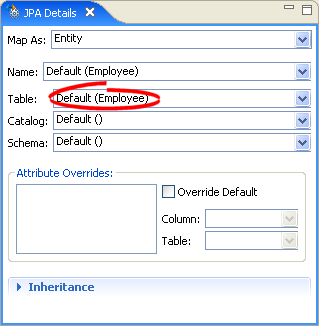 JPA Details
Map As: Entity
Name: Default (Employee)
Table: Default (Employee)
Catalog: Default ()
Schema: Default ()
Attribute Overrides:
Override Default
Column:
Table:
Inheritance